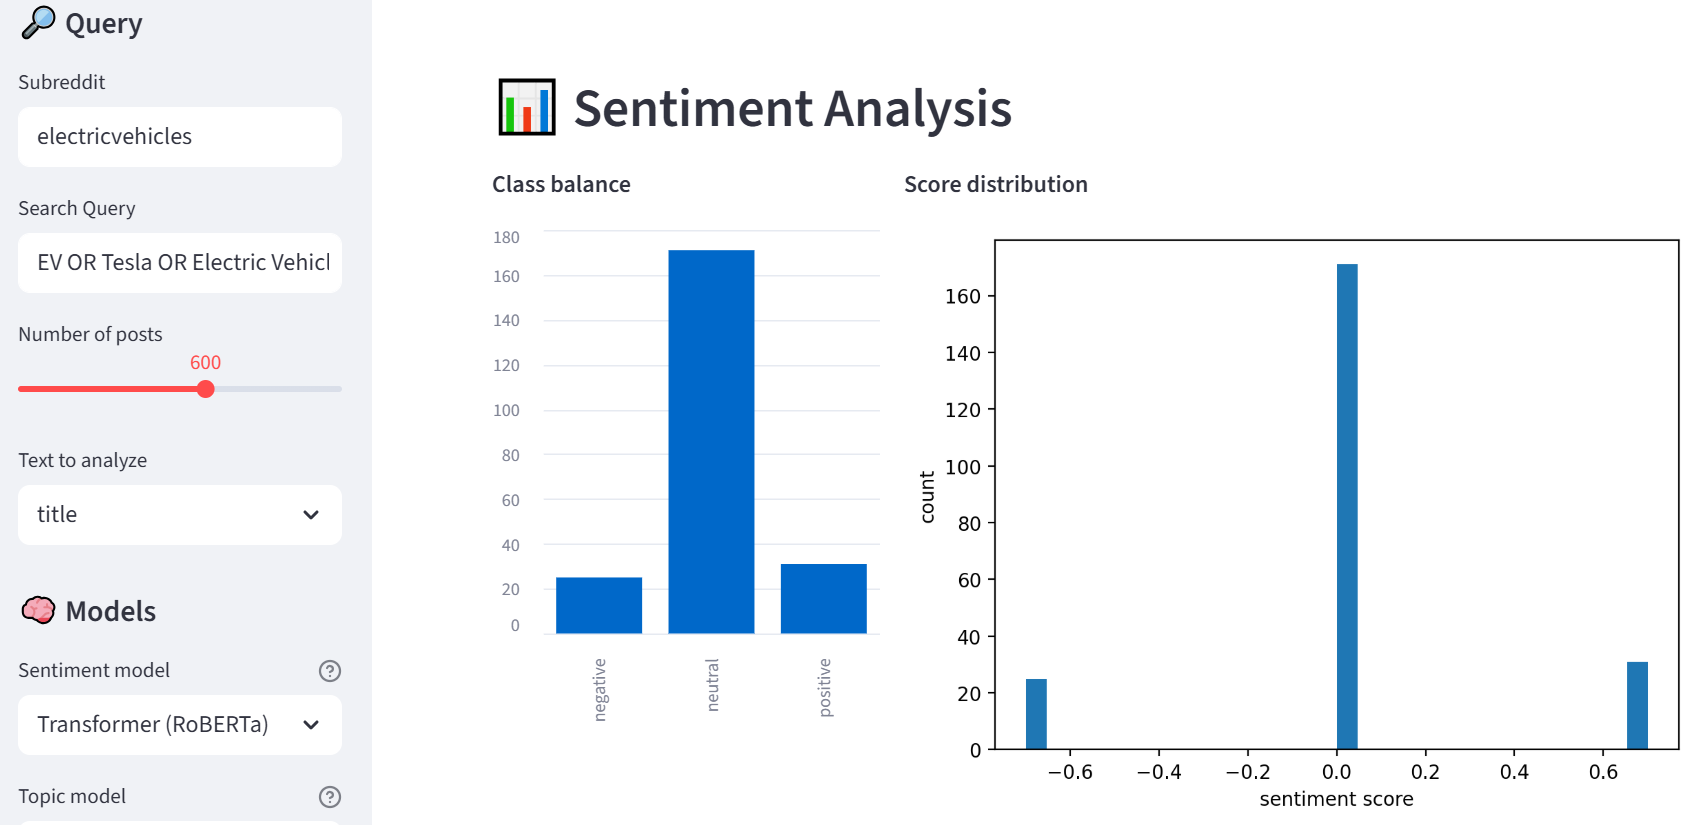 Query
Subreddit
electricvehicles
Search Query
EV OR Tesla OR Electric Vehicl
Number of posts
600
Text to analyze
title
Models
Sentiment model
?
Transformer (RoBERTa)
Topic model
?
Sentiment Analysis
Class balance
180
160
140
120
100
80
60
40
20
0
negative
neutral
positive
Score distribution
count
160
140
120
100
80
60
40
20
0
−0.6
−0.4
−0.2
0.0
0.2
0.4
0.6
sentiment score